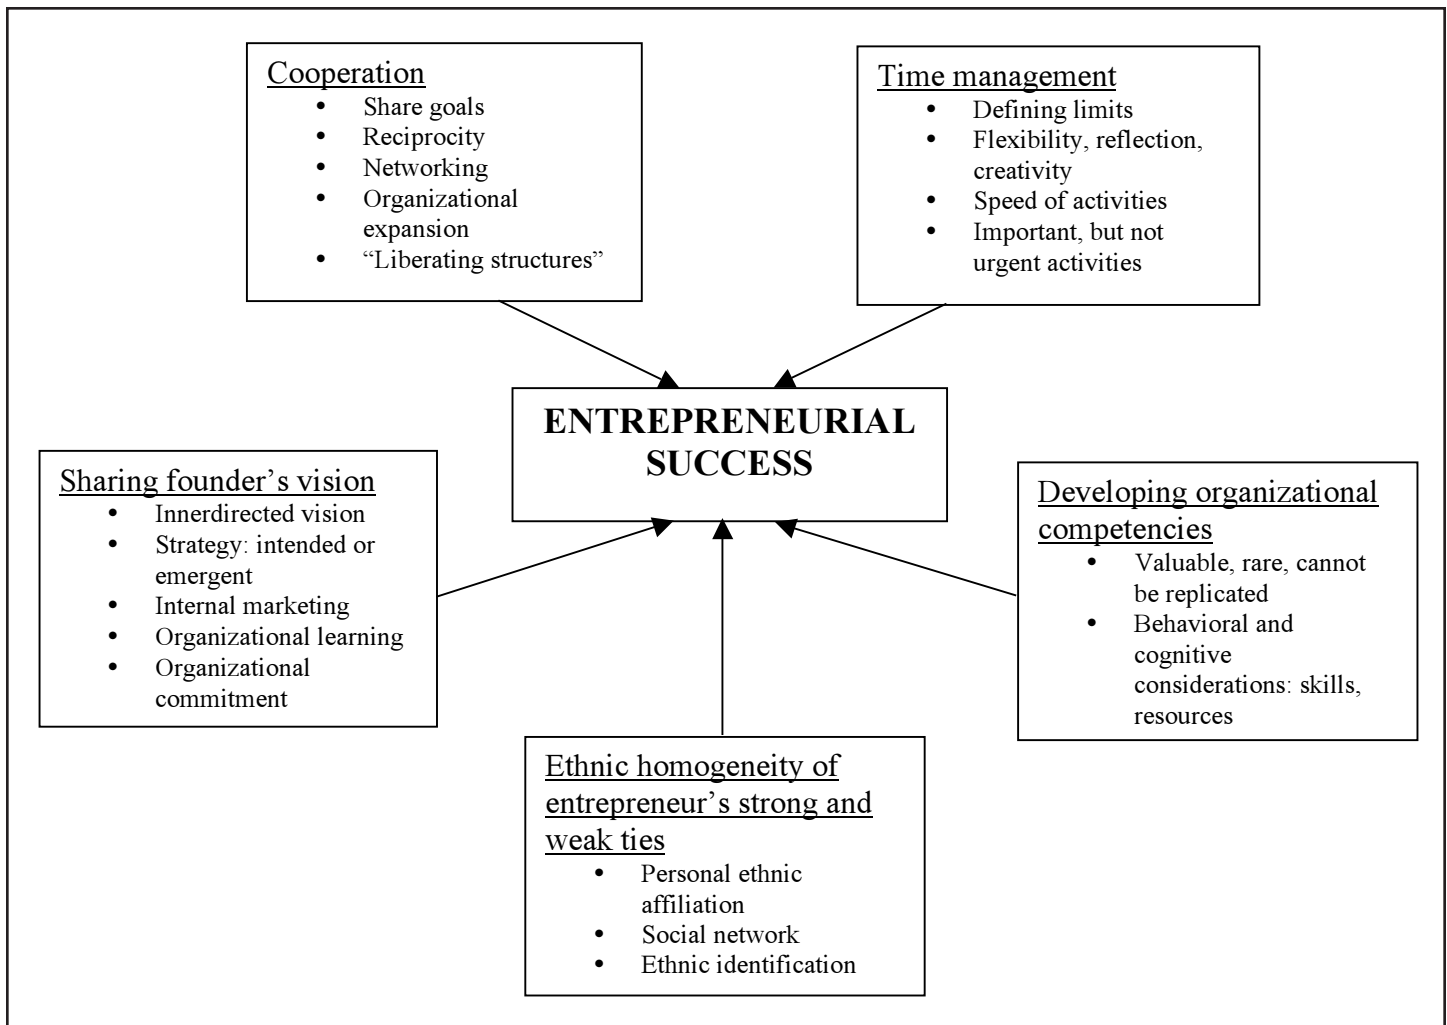 Cooperation
• Share goals
• Reciprocity
• Networking
• Organizational
expansion
• “Liberating structures”
Time management
• Defining limits
• Flexibility, reflection,
creativity
• Speed of activities
• Important, but not
urgent activities
ENTREPRENEURIAL
SUCCESS
Sharing founder’s vision
• Innerdirected vision
• Strategy: intended or
emergent
• Internal marketing
• Organizational learning
• Organizational
commitment
Developing organizational
competencies
• Valuable, rare, cannot
be replicated
• Behavioral and
cognitive
considerations: skills,
resources
Ethnic homogeneity of
entrepreneur’s strong and
weak ties
• Personal ethnic
affiliation
• Social network
• Ethnic identification